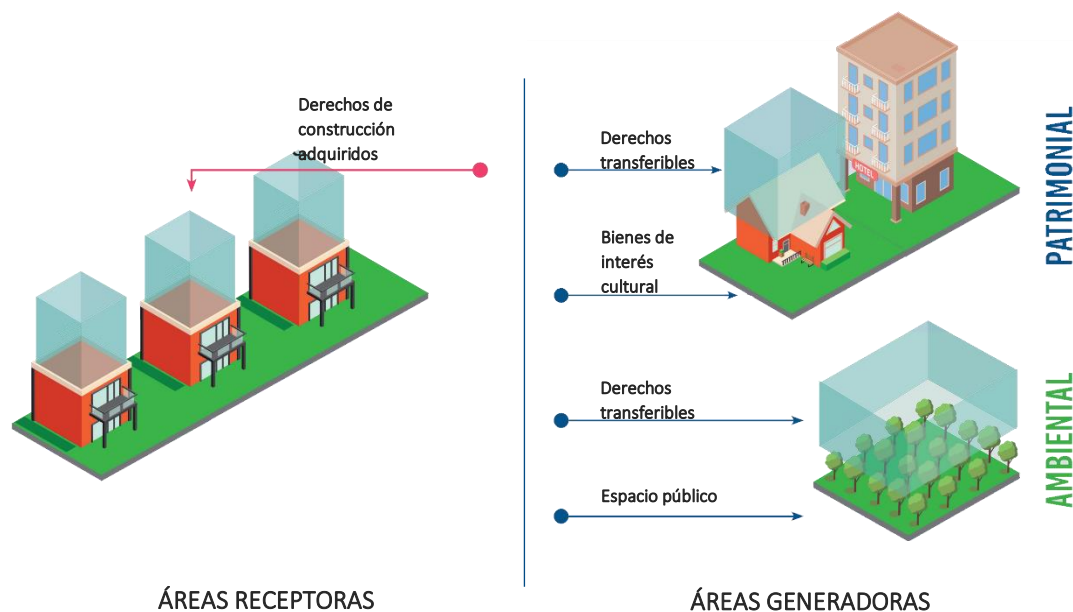 Derechos de
construcción
adquiridos
ÁREAS RECEPTORAS
Derechos
transferibles
HOTEL
Bienes de
interés
cultural
PATRIMONIAL
Derechos
transferibles
Espacio público
AMBIENTAL
ÁREAS GENERADORAS